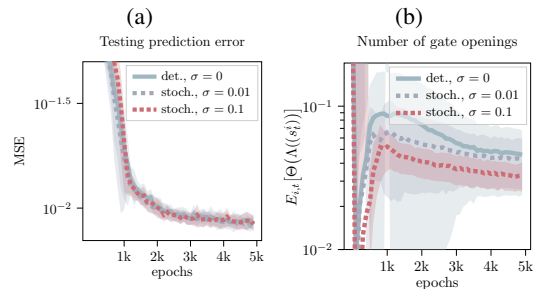 (a)
Testing prediction error
det., σ = 0
stoch., σ = 0.01
stoch., σ = 0.1
MSE
10^−1.5
10^−2
1k 2k 3k 4k 5k
epochs
(b)
Number of gate openings
det., σ = 0
stoch., σ = 0.01
stoch., σ = 0.1
10^−1
10^−2
1k 2k 3k 4k 5k
epochs